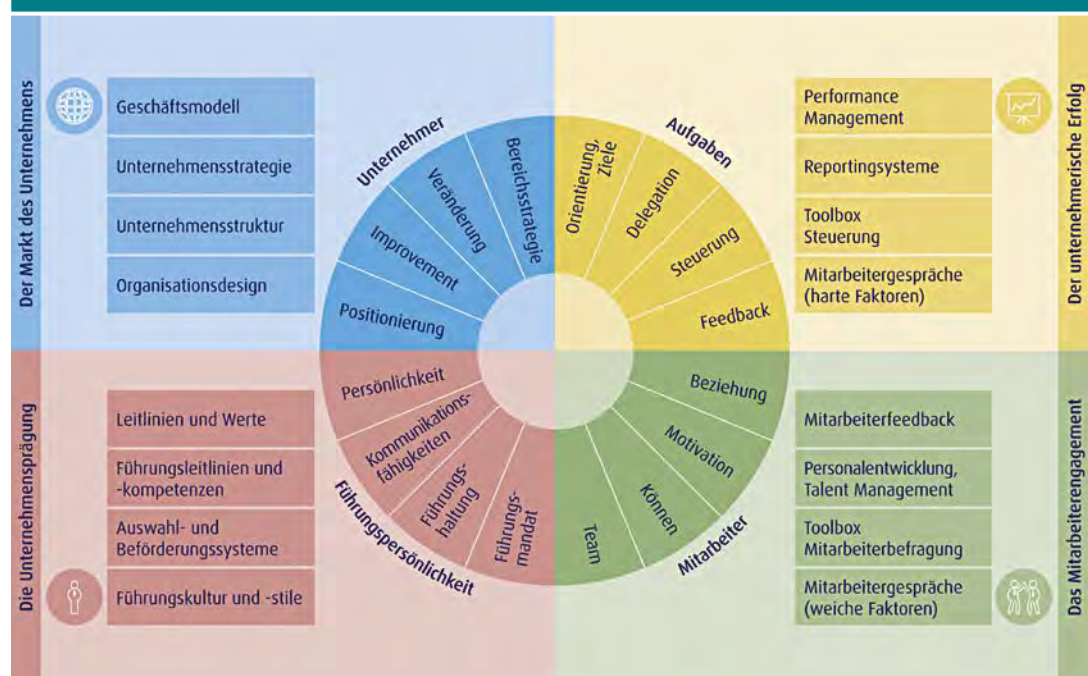 Der Markt des Unternehmens
Geschäftsmodell
Unternehmensstrategie
Unternehmensstruktur
Organisationsdesign
Unternehmer
Positionierung
Improvement
Veränderung
Bereichsstrategie
Aufgaben
Orientierung,
Ziele
Delegation
Steuerung
Feedback
Performance
Management
Reportingsysteme
Toolbox
Steuerung
Mitarbeitergespräche
(harte Faktoren)
Der unternehmerische Erfolg
Die Unternehmensprägung
Leitlinien und Werte
Führungsleitlinien und
-kompetenzen
Auswahl- und
Beförderungssysteme
Führungskultur und -stile
Führungspersönlichkeit
Persönlichkeit
Kommunikations-
fähigkeiten
Führungs-
haltung
Führungs-
mandat
Mitarbeiter
Team
Können
Motivation
Beziehung
Mitarbeiterfeedback
Personalentwicklung,
Talent Management
Toolbox
Mitarbeiterbefragung
Mitarbeitergespräche
(weiche Faktoren)
Das Mitarbeiterengagement